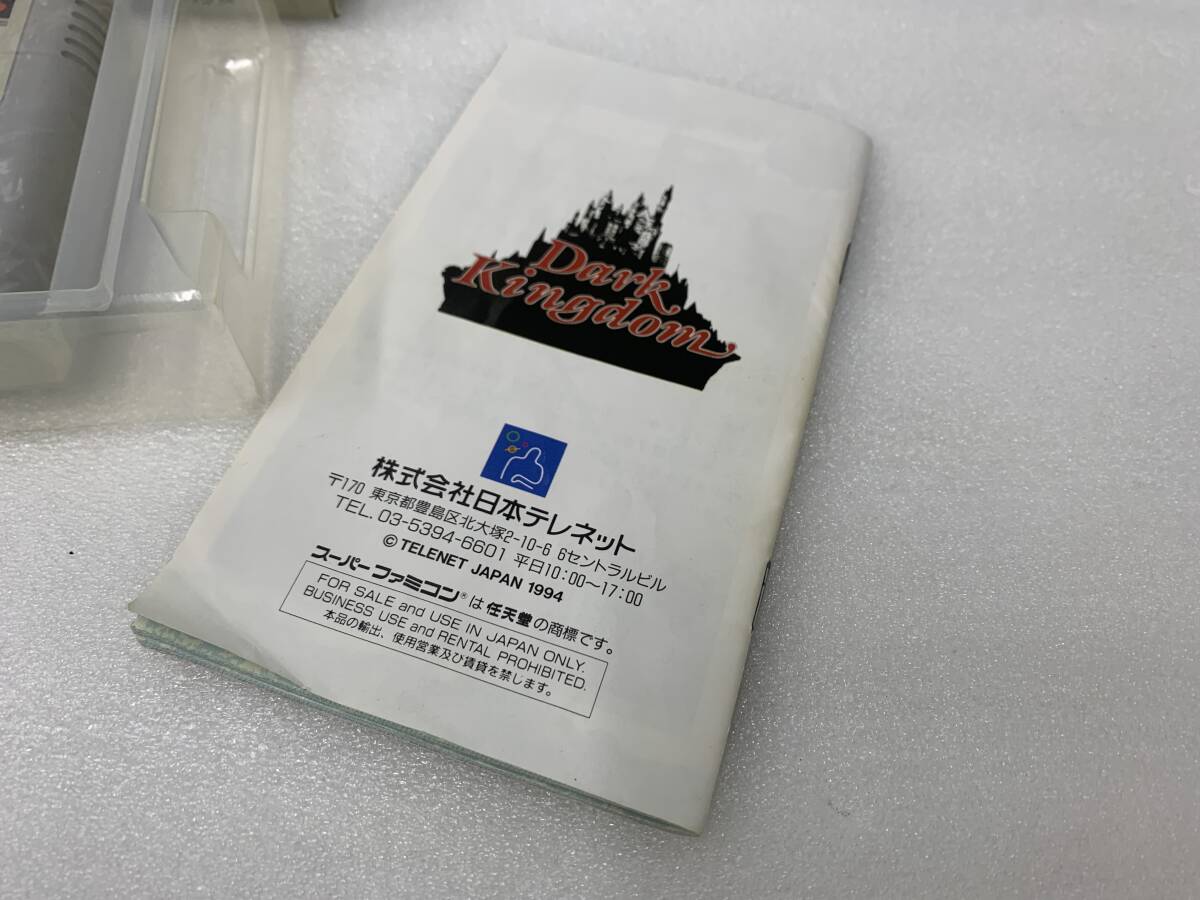 Dark
Kingdom
株式会社日本テレネット
〒170 東京都豊島区北大塚2-10-6 6セントラルビル
TEL. 03-5394-6601 平日10:00〜17:00
© TELENET JAPAN 1994
スーパーファミコン®は任天堂の商標です。
FOR SALE and USE IN JAPAN ONLY.
BUSINESS USE and RENTAL PROHIBITED.
本品の輸出、使用営業及び賃貸を禁じます。